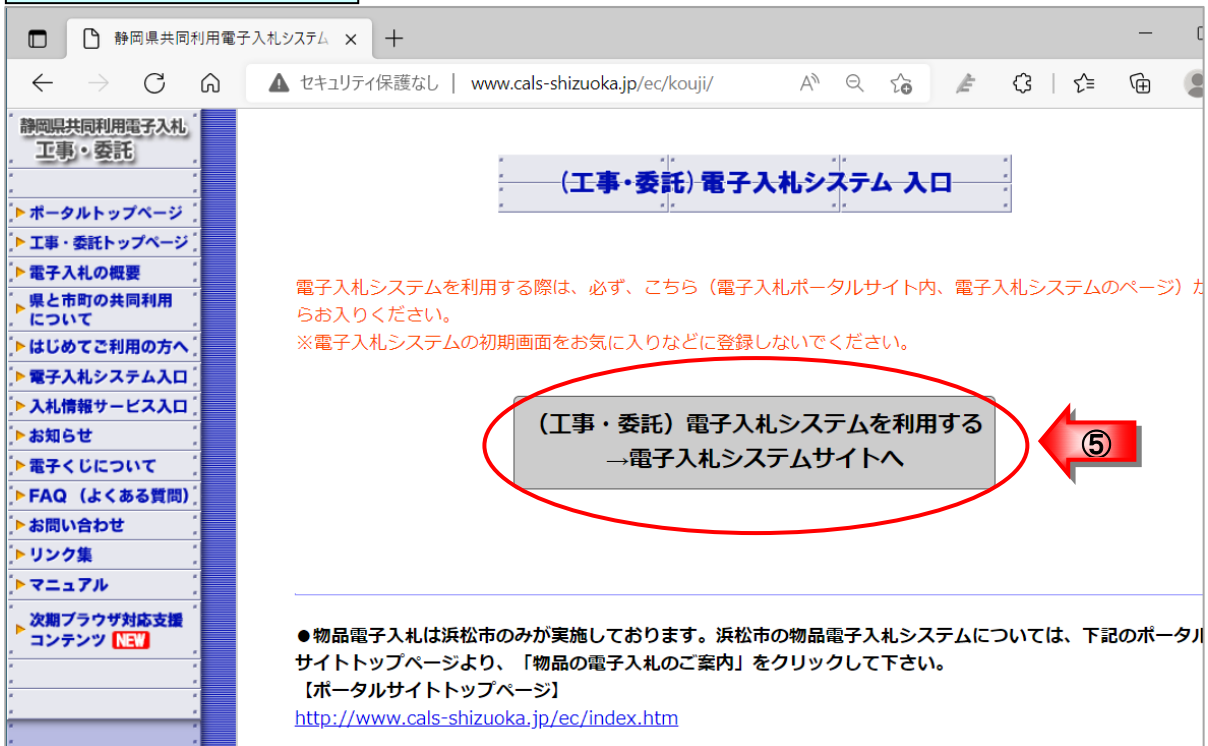 静岡県共同利用電子入札システム
セキュリティ保護なし | www.cals-shizuoka.jp/ec/kouji/
静岡県共同利用電子入札
工事・委託
ポータルトップページ
工事・委託トップページ
電子入札の概要
県と市町の共同利用
について
はじめてご利用の方へ
電子入札システム入口
入札情報サービス入口
お知らせ
電子くじについて
FAQ（よくある質問）
お問い合わせ
リンク集
マニュアル
次期ブラウザ対応支援
コンテンツ NEW
(工事・委託) 電子入札システム 入口
電子入札システムを利用する際は、必ず、こちら（電子入札ポータルサイト内、電子入札システムのページ）か
らお入りください。
※電子入札システムの初期画面をお気に入りなどに登録しないでください。
（工事・委託）電子入札システムを利用する
→電子入札システムサイトへ
⑤
●物品電子入札は浜松市のみが実施しております。浜松市の物品電子入札システムについては、下記のポータル
サイトトップページより、「物品の電子入札のご案内」をクリックして下さい。
【ポータルサイトトップページ】
http://www.cals-shizuoka.jp/ec/index.htm